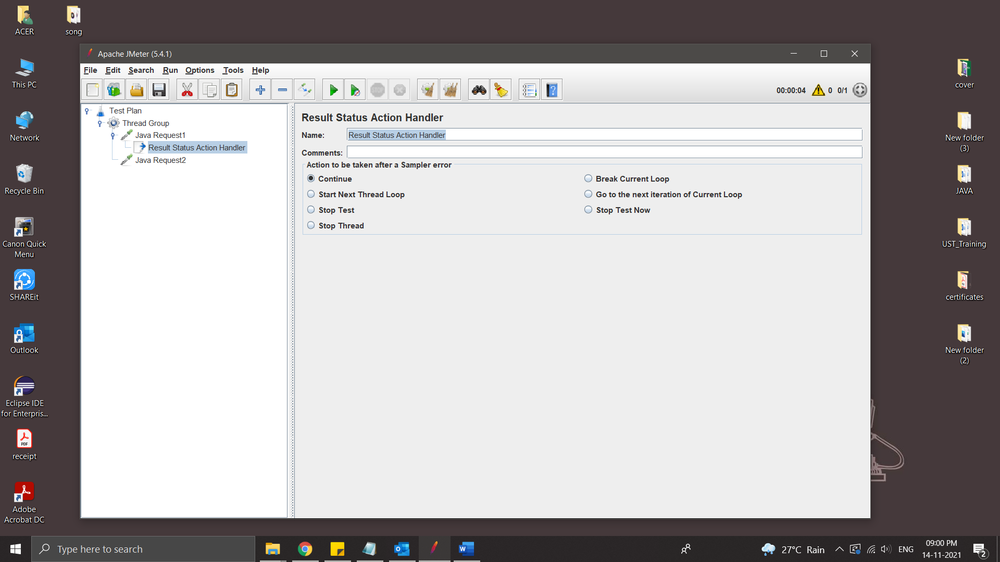 ACER
song
This PC
Network
Recycle Bin
Canon Quick
Menu
SHAREit
Outlook
Eclipse IDE
for Enterpris...
PDF
receipt
Adobe
Acrobat DC
Apache JMeter (5.4.1)
File Edit Search Run Options Tools Help
STOP
00:00:04 0 0/1
Test Plan
Thread Group
Java Request1
Result Status Action Handler
Java Request2
Result Status Action Handler
Name: Result Status Action Handler
Comments:
Action to be taken after a Sampler error
Continue Break Current Loop
Start Next Thread Loop Go to the next iteration of Current Loop
Stop Test Stop Test Now
Stop Thread
cover
New folder
(3)
JAVA
UST_Training
certificates
New folder
(2)
Type here to search
27°C Rain
ENG
09:00 PM
14-11-2021
2